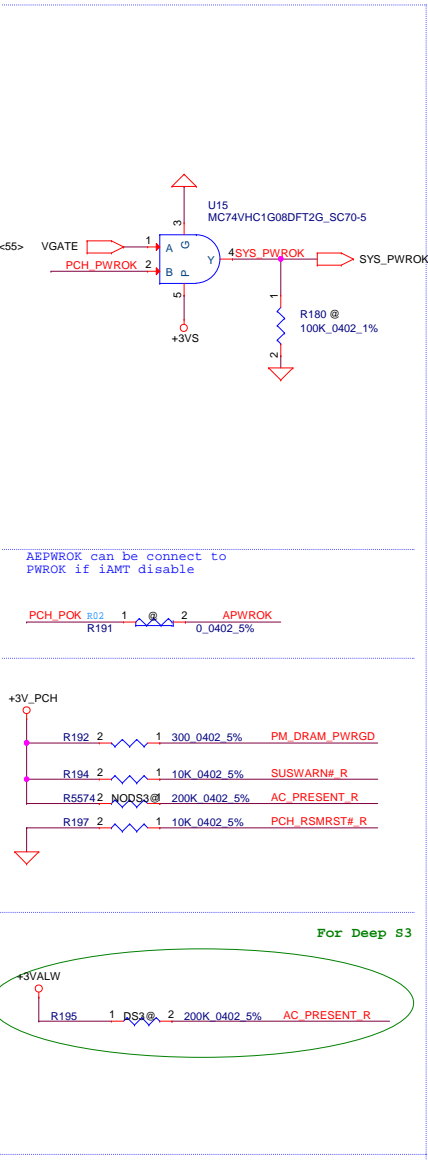 U15
MC74VHC1G08DFT2G_SC70-5
3
<55> VGATE 1 A G
PCH_PWROK 2 B P Y 4 SYS_PWROK SYS_PWROK
5
+3VS
1
R180 @
100K_0402_1%
2
AEPWROK can be connect to
PWROK if iAMT disable
PCH_POK R02 1 @ 2 APWROK
R191 0_0402_5%
+3V_PCH
R192 2 1 300_0402_5% PM_DRAM_PWRGD
R194 2 1 10K_0402_5% SUSWARN#_R
R5574 2 NODS3@ 1 200K_0402_5% AC_PRESENT_R
R197 2 1 10K_0402_5% PCH_RSMRST#_R
For Deep S3
+3VALW
R195 1 DS3@ 2 200K_0402_5% AC_PRESENT_R